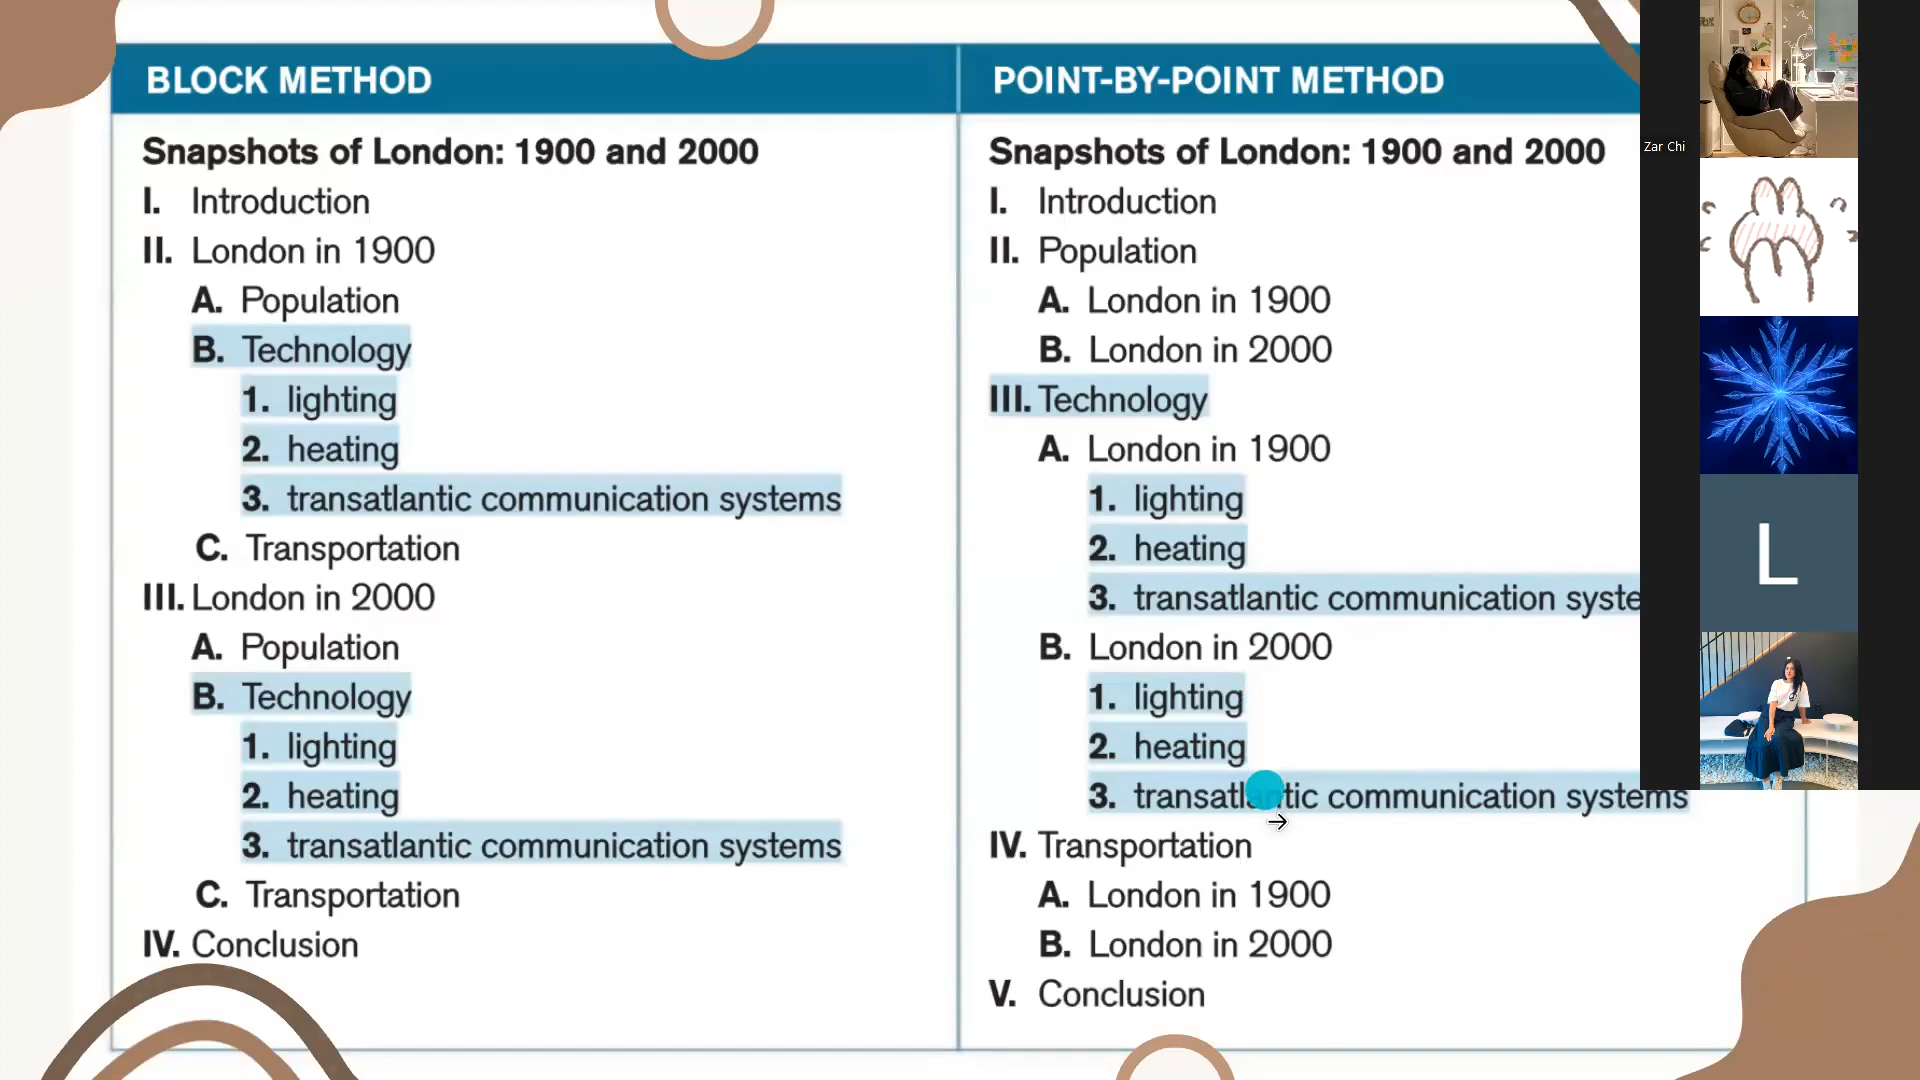 BLOCK METHOD
Snapshots of London: 1900 and 2000
I. Introduction
II. London in 1900
A. Population
B. Technology
1. lighting
2. heating
3. transatlantic communication systems
C. Transportation
III. London in 2000
A. Population
B. Technology
1. lighting
2. heating
3. transatlantic communication systems
C. Transportation
IV. Conclusion
POINT-BY-POINT METHOD
Snapshots of London: 1900 and 2000
I. Introduction
II. Population
A. London in 1900
B. London in 2000
III. Technology
A. London in 1900
1. lighting
2. heating
3. transatlantic communication syste
B. London in 2000
1. lighting
2. heating
3. transatlantic communication systems
IV. Transportation
A. London in 1900
B. London in 2000
V. Conclusion
Zar Chi
L